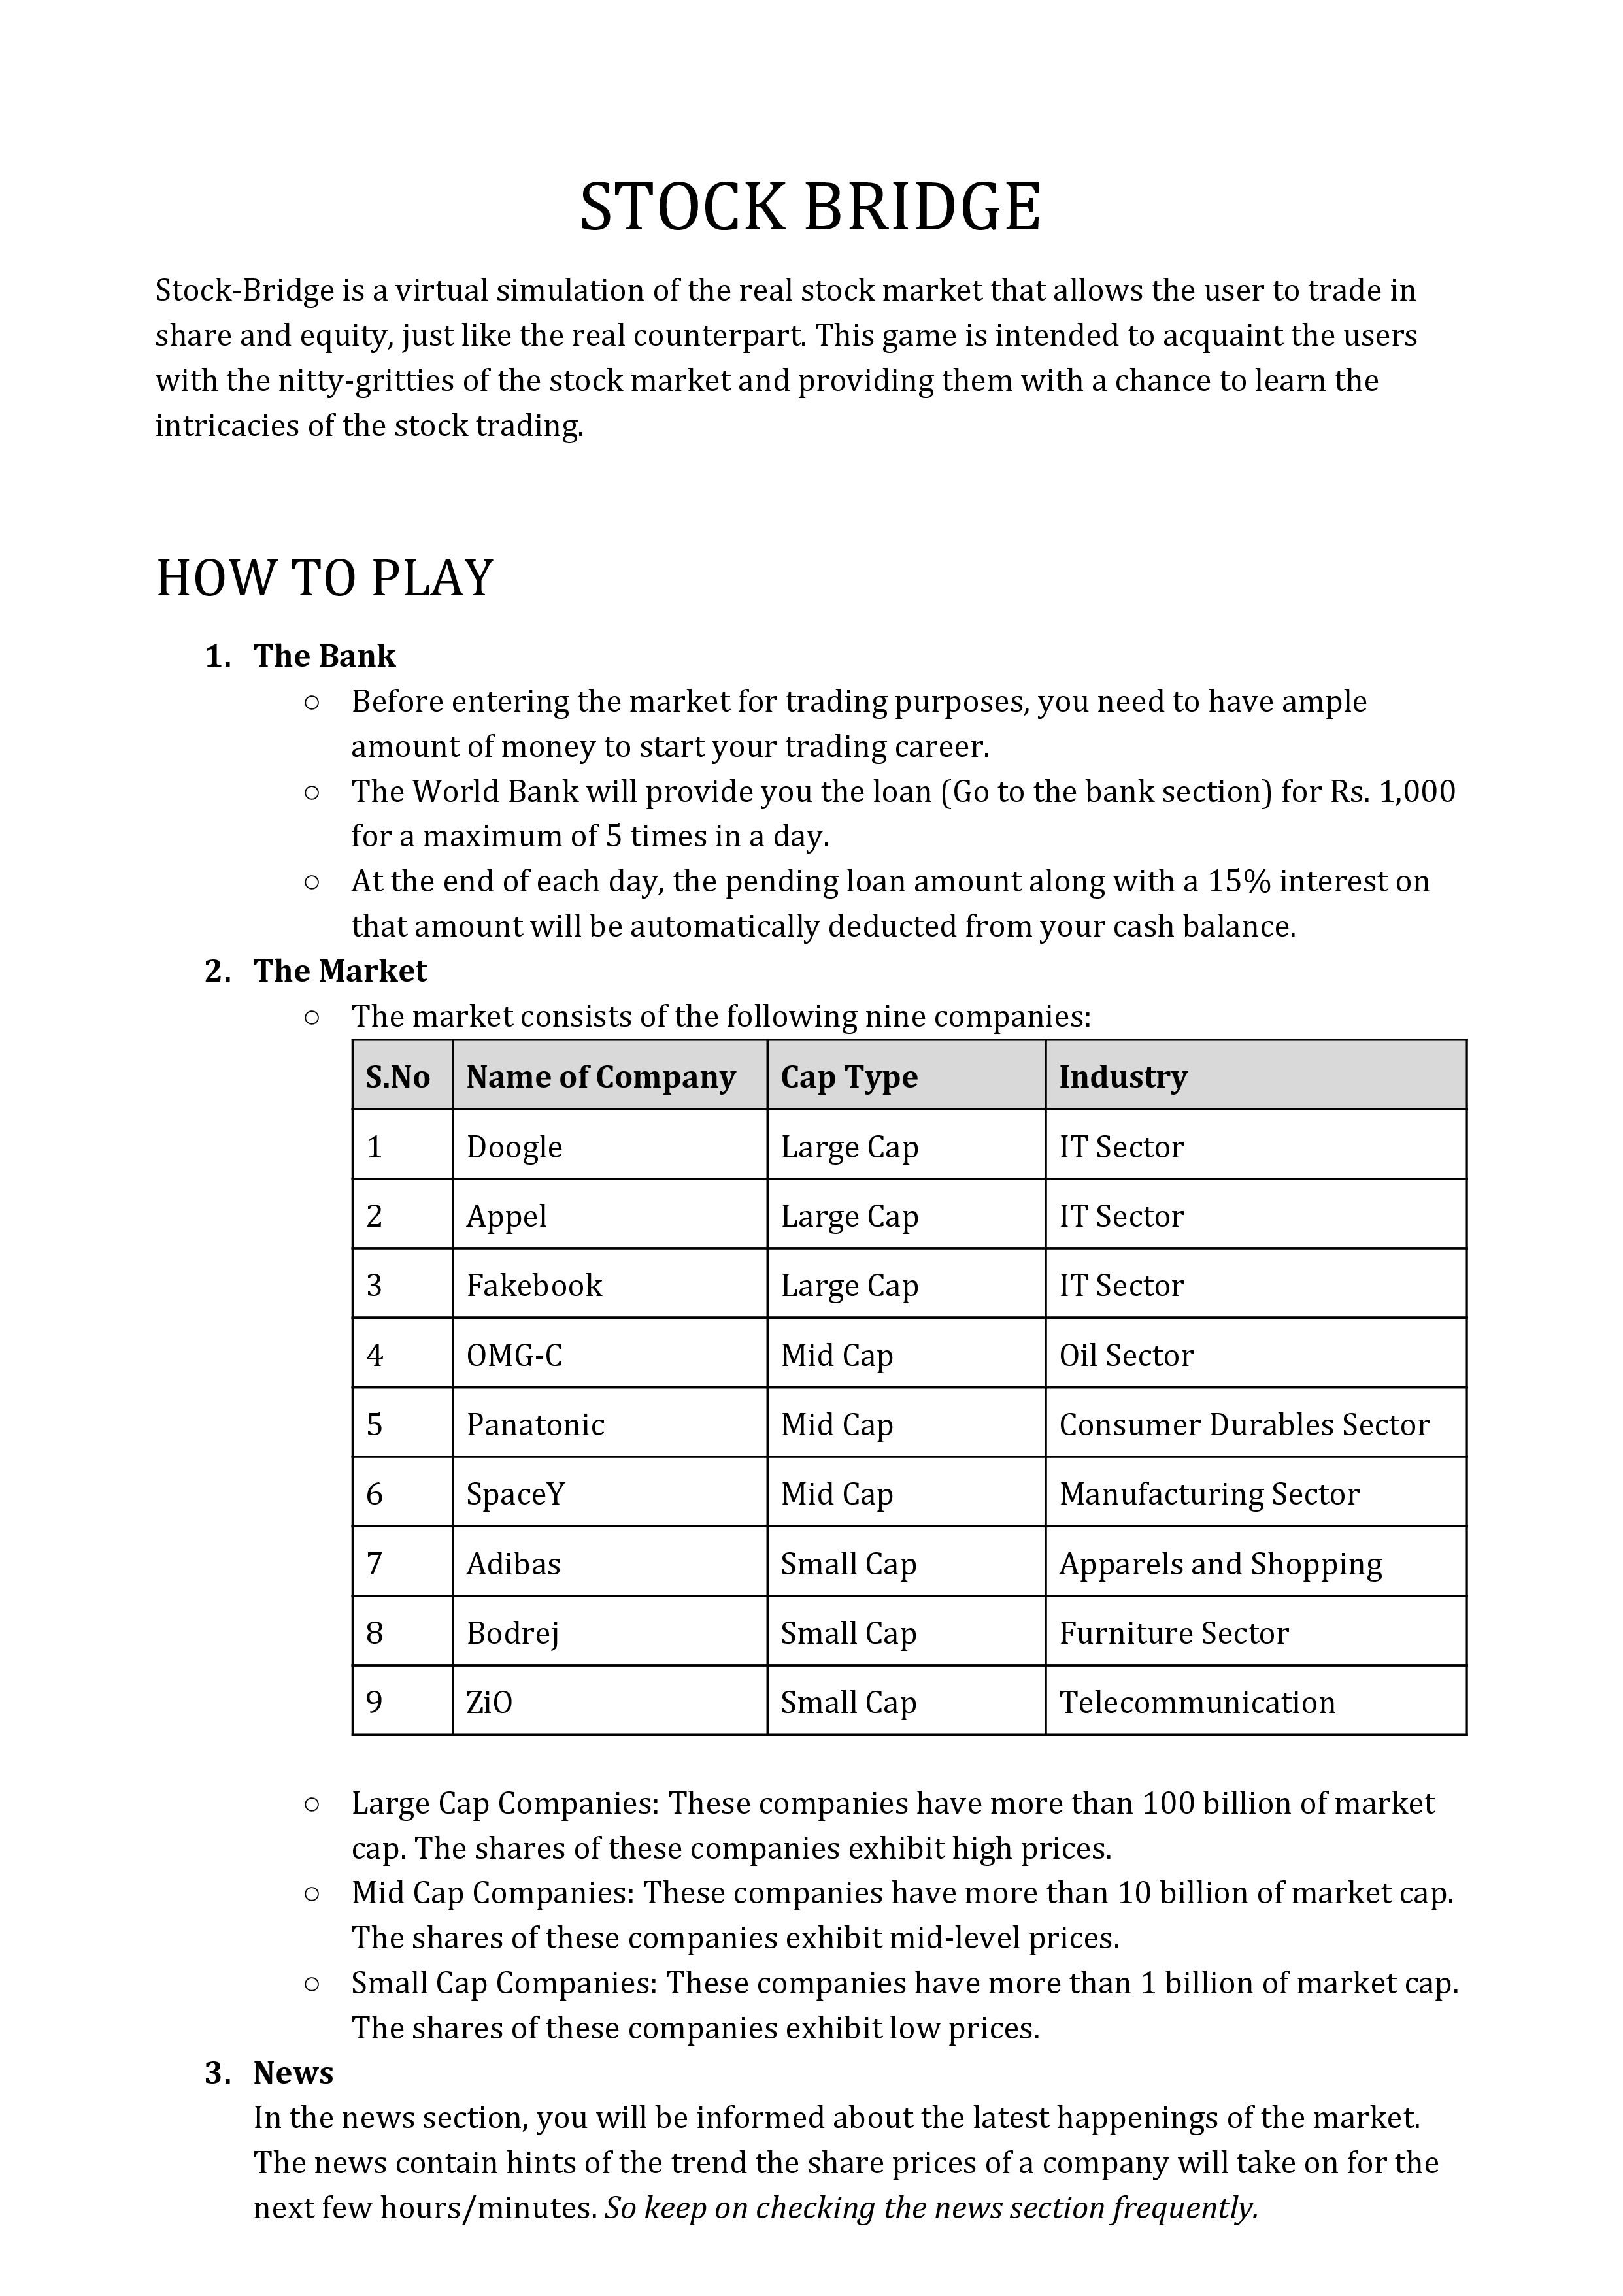 STOCK BRIDGE
Stock-Bridge is a virtual simulation of the real stock market that allows the user to trade in
share and equity, just like the real counterpart. This game is intended to acquaint the users
with the nitty-gritties of the stock market and providing them with a chance to learn the
intricacies of the stock trading.
HOW TO PLAY
1. The Bank
○ Before entering the market for trading purposes, you need to have ample
amount of money to start your trading career.
○ The World Bank will provide you the loan (Go to the bank section) for Rs. 1,000
for a maximum of 5 times in a day.
○ At the end of each day, the pending loan amount along with a 15% interest on
that amount will be automatically deducted from your cash balance.
2. The Market
○ The market consists of the following nine companies:
S.No Name of Company Cap Type Industry
1 Doogle Large Cap IT Sector
2 Appel Large Cap IT Sector
3 Fakebook Large Cap IT Sector
4 OMG-C Mid Cap Oil Sector
5 Panatonic Mid Cap Consumer Durables Sector
6 SpaceY Mid Cap Manufacturing Sector
7 Adibas Small Cap Apparels and Shopping
8 Bodrej Small Cap Furniture Sector
9 ZiO Small Cap Telecommunication
○ Large Cap Companies: These companies have more than 100 billion of market
cap. The shares of these companies exhibit high prices.
○ Mid Cap Companies: These companies have more than 10 billion of market cap.
The shares of these companies exhibit mid-level prices.
○ Small Cap Companies: These companies have more than 1 billion of market cap.
The shares of these companies exhibit low prices.
3. News
In the news section, you will be informed about the latest happenings of the market.
The news contain hints of the trend the share prices of a company will take on for the
next few hours/minutes. So keep on checking the news section frequently.